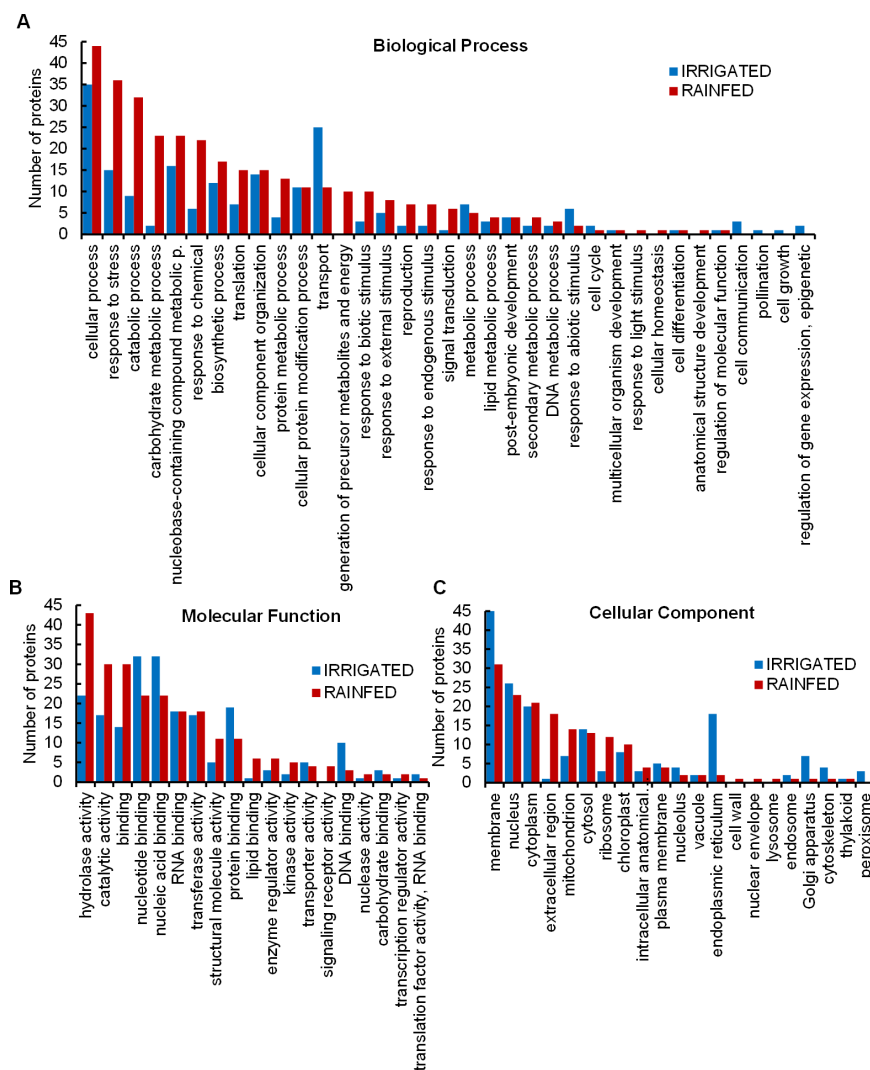 A
Biological Process
Number of proteins
45
40
35
30
25
20
15
10
5
0
IRRIGATED
RAINFED
cellular process
response to stress
catabolic process
carbohydrate metabolic process
nucleobase-containing compound metabolic p.
response to chemical
biosynthetic process
translation
cellular component organization
protein metabolic process
cellular protein modification process
transport
generation of precursor metabolites and energy
response to biotic stimulus
response to external stimulus
reproduction
response to endogenous stimulus
signal transduction
metabolic process
lipid metabolic process
post-embryonic development
secondary metabolic process
DNA metabolic process
response to abiotic stimulus
cell cycle
multicellular organism development
response to light stimulus
cellular homeostasis
cell differentiation
anatomical structure development
regulation of molecular function
cell communication
pollination
cell growth
regulation of gene expression, epigenetic
B
Molecular Function
Number of proteins
45
40
35
30
25
20
15
10
5
0
IRRIGATED
RAINFED
hydrolase activity
catalytic activity
binding
nucleotide binding
nucleic acid binding
RNA binding
transferase activity
structural molecule activity
protein binding
lipid binding
enzyme regulator activity
kinase activity
transporter activity
signaling receptor activity
DNA binding
nuclease activity
carbohydrate binding
transcription regulator activity
translation factor activity, RNA binding
C
Cellular Component
Number of proteins
45
40
35
30
25
20
15
10
5
0
IRRIGATED
RAINFED
membrane
nucleus
cytoplasm
extracellular region
mitochondrion
cytosol
ribosome
chloroplast
intracellular anatomical.
plasma membrane
nucleolus
vacuole
endoplasmic reticulum
cell wall
nuclear envelope
lysosome
endosome
Golgi apparatus
cytoskeleton
thylakoid
peroxisome